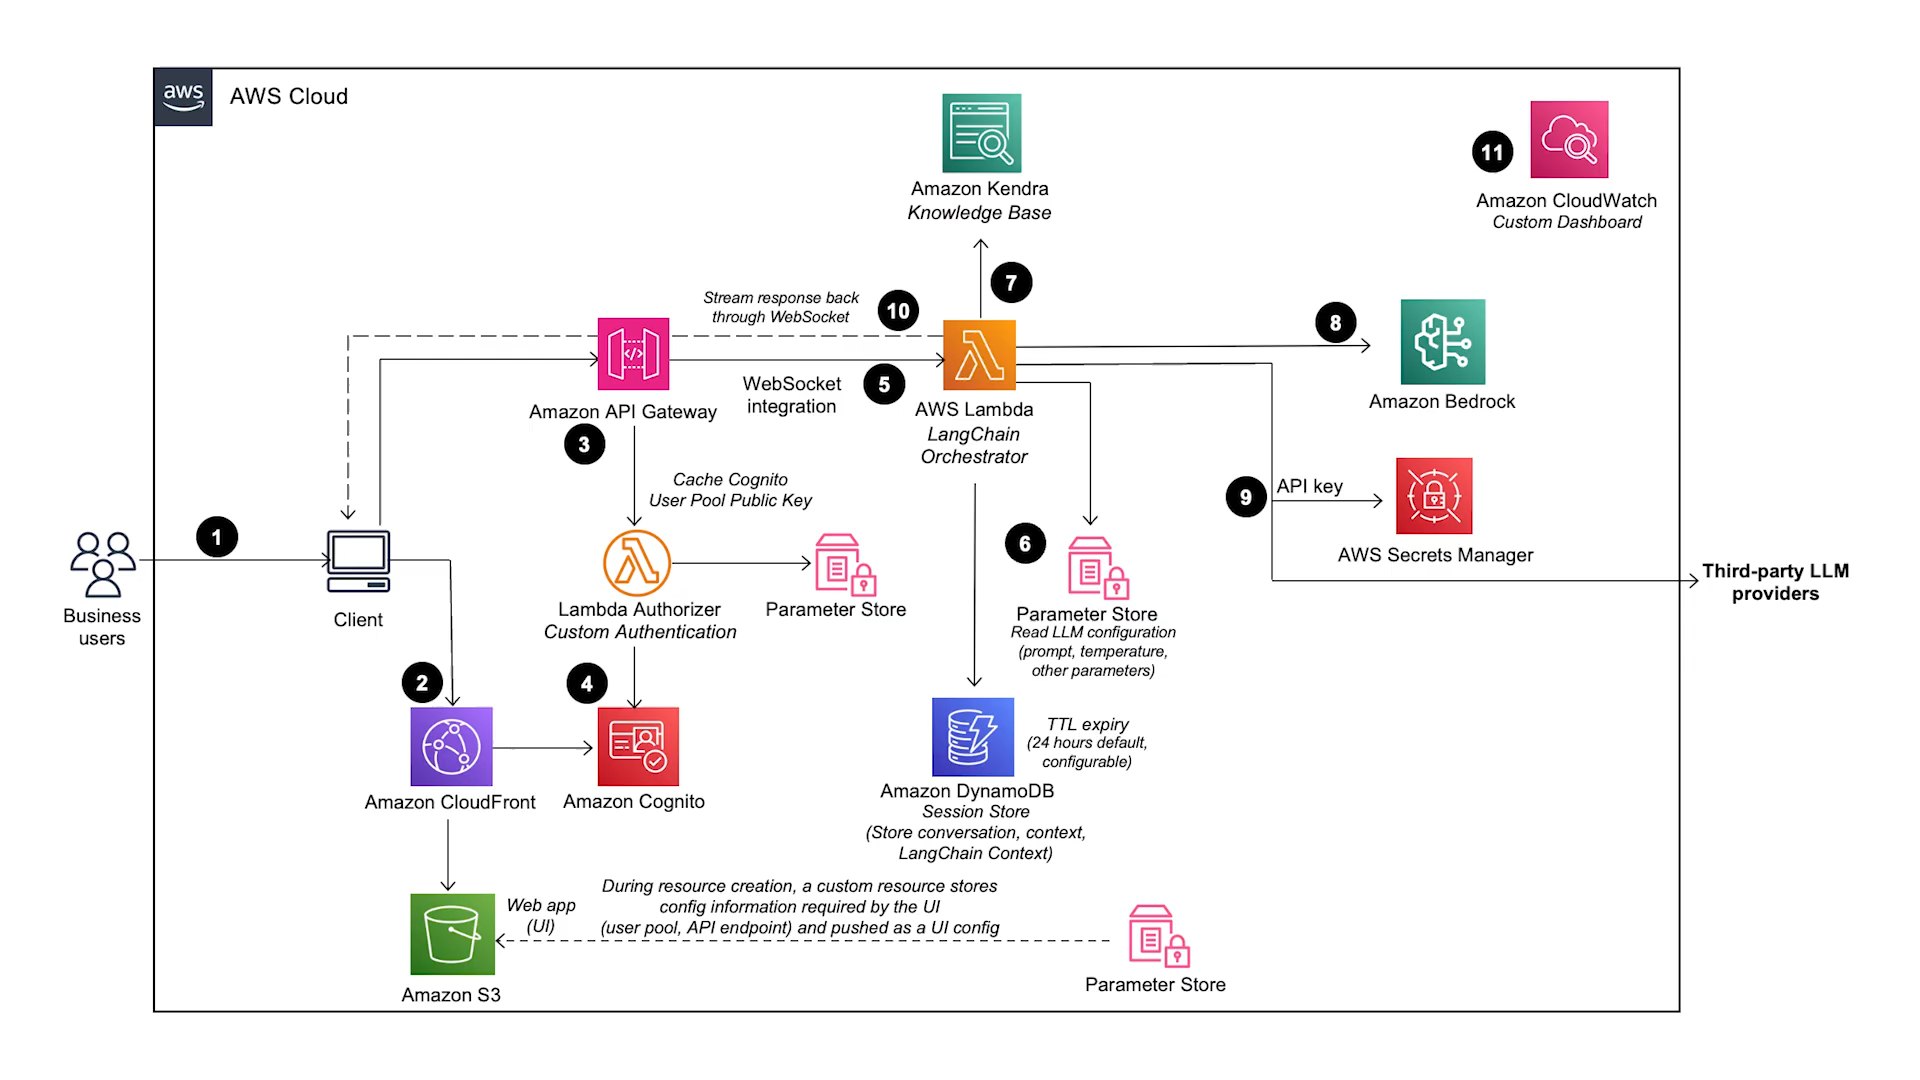 aws
AWS Cloud
Amazon Kendra
Knowledge Base
11
Amazon CloudWatch
Custom Dashboard
7
Stream response back
through WebSocket
10
8
Amazon Bedrock
Amazon API Gateway
WebSocket
integration
5
AWS Lambda
LangChain
Orchestrator
3
Cache Cognito
User Pool Public Key
9
API key
AWS Secrets Manager
1
Business
users
Client
Lambda Authorizer
Custom Authentication
Parameter Store
6
Parameter Store
Read LLM configuration
(prompt, temperature,
other parameters)
Third-party LLM
providers
2
4
Amazon CloudFront
Amazon Cognito
TTL expiry
(24 hours default,
configurable)
Amazon DynamoDB
Session Store
(Store conversation, context,
LangChain Context)
Web app
(UI)
During resource creation, a custom resource stores
config information required by the UI
(user pool, API endpoint) and pushed as a UI config
Amazon S3
Parameter Store